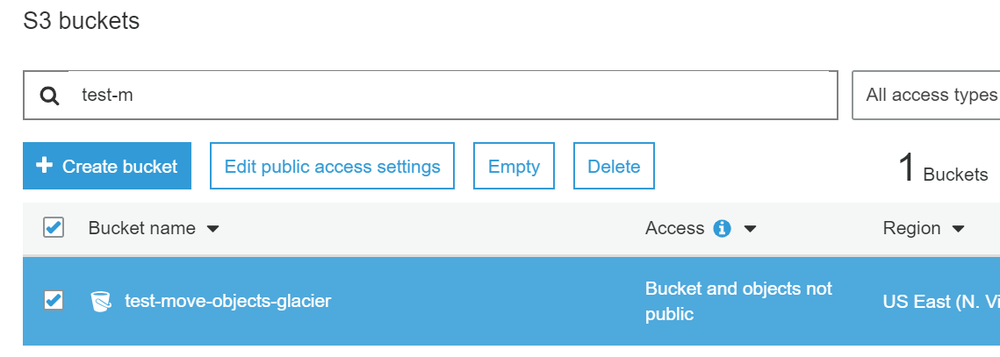 S3 buckets
test-m
All access types
Create bucket
Edit public access settings
Empty
Delete
1 Buckets
Bucket name
Access
Region
test-move-objects-glacier
Bucket and objects not
public
US East (N. Vi